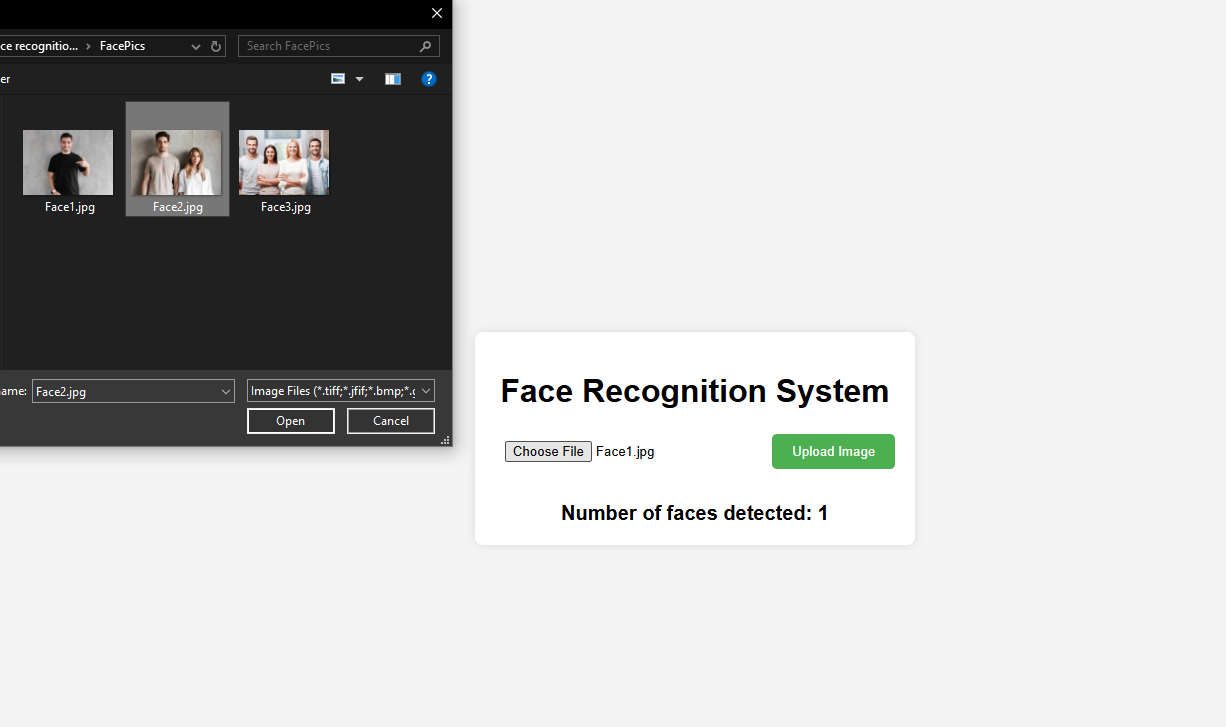 ce recognitio... › FacePics
Search FacePics
er
?
Face1.jpg
Face2.jpg
Face3.jpg
ame:
Face2.jpg
Image Files (*.tiff;*.jfif;*.bmp;*.g
Open
Cancel
Face Recognition System
Choose File Face1.jpg
Upload Image
Number of faces detected: 1